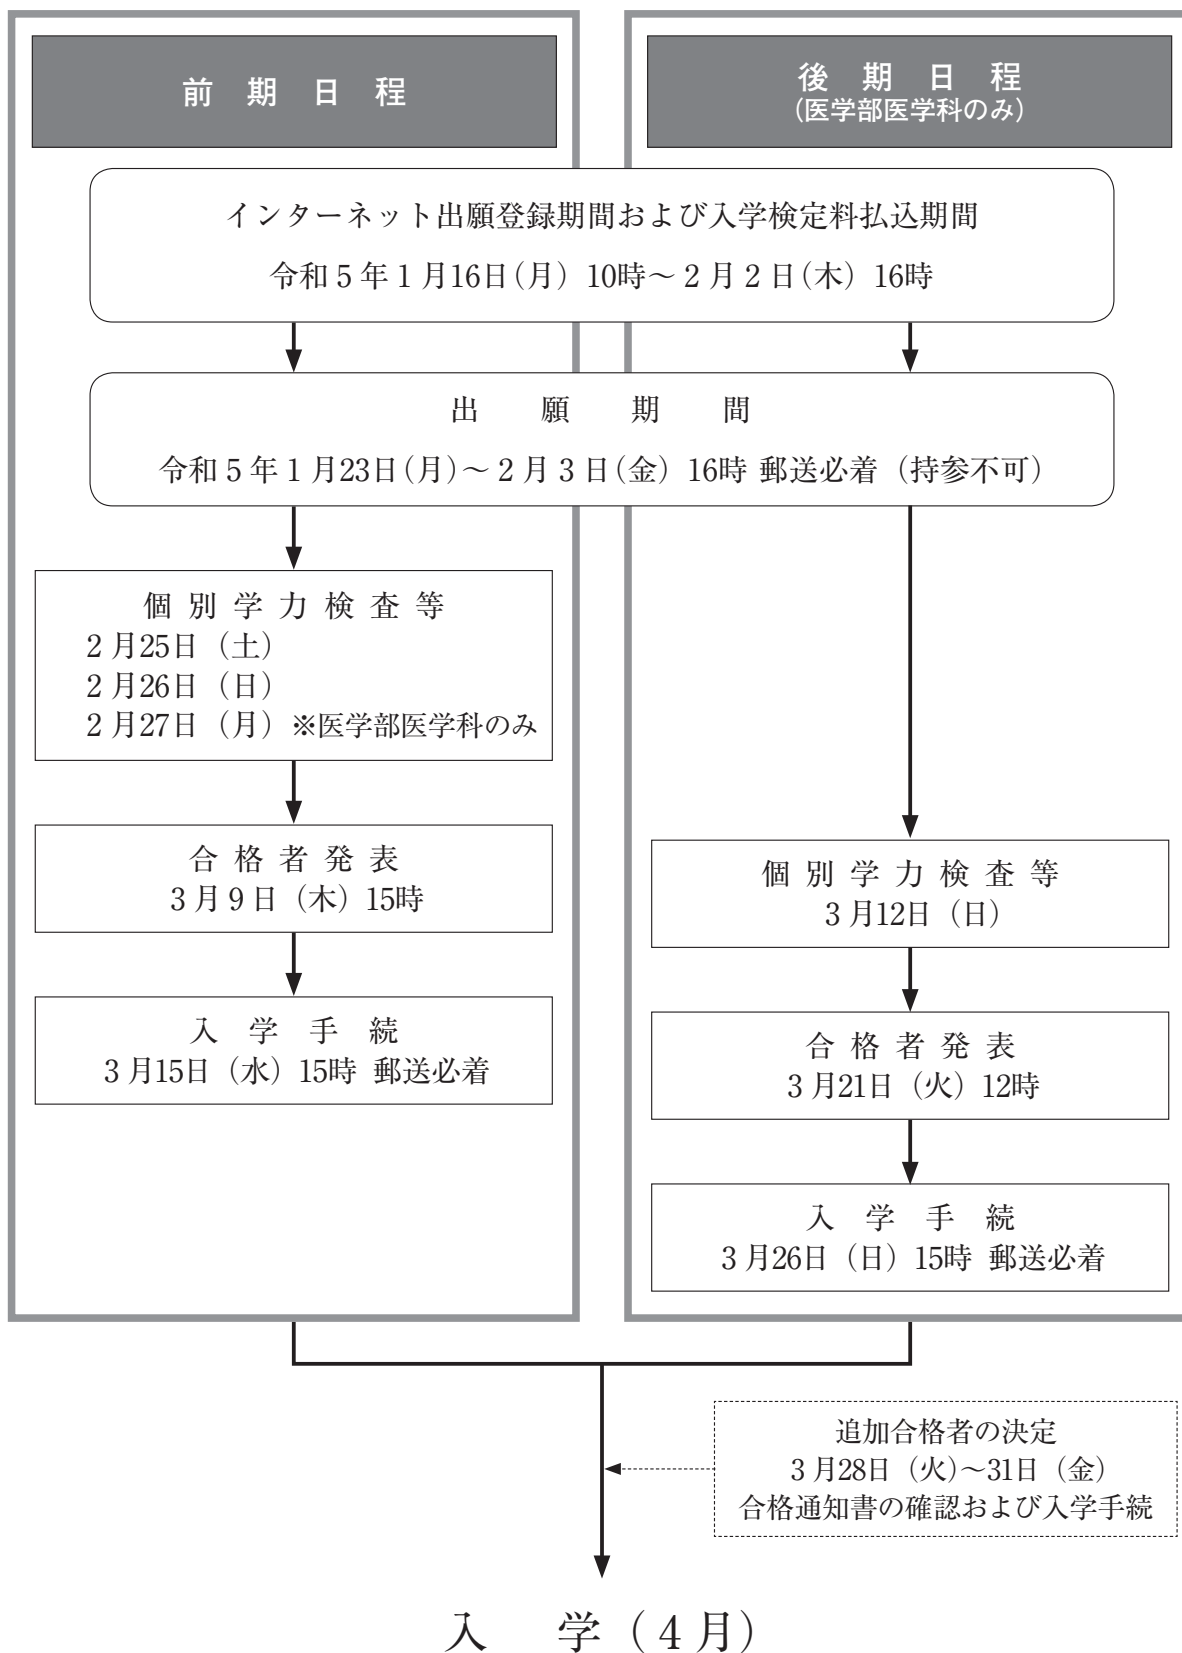 前期日程
後期日程
(医学部医学科のみ)
インターネット出願登録期間および入学検定料払込期間
令和5年1月16日(月) 10時〜2月2日(木) 16時
出願期間
令和5年1月23日(月)〜2月3日(金) 16時 郵送必着 (持参不可)
個別学力検査等
2月25日(土)
2月26日(日)
2月27日(月)※医学部医学科のみ
合格者発表
3月9日(木)15時
入学手続
3月15日(水)15時 郵送必着
個別学力検査等
3月12日(日)
合格者発表
3月21日(火)12時
入学手続
3月26日(日)15時 郵送必着
追加合格者の決定
3月28日(火)〜31日(金)
合格通知書の確認および入学手続
入学(4月)